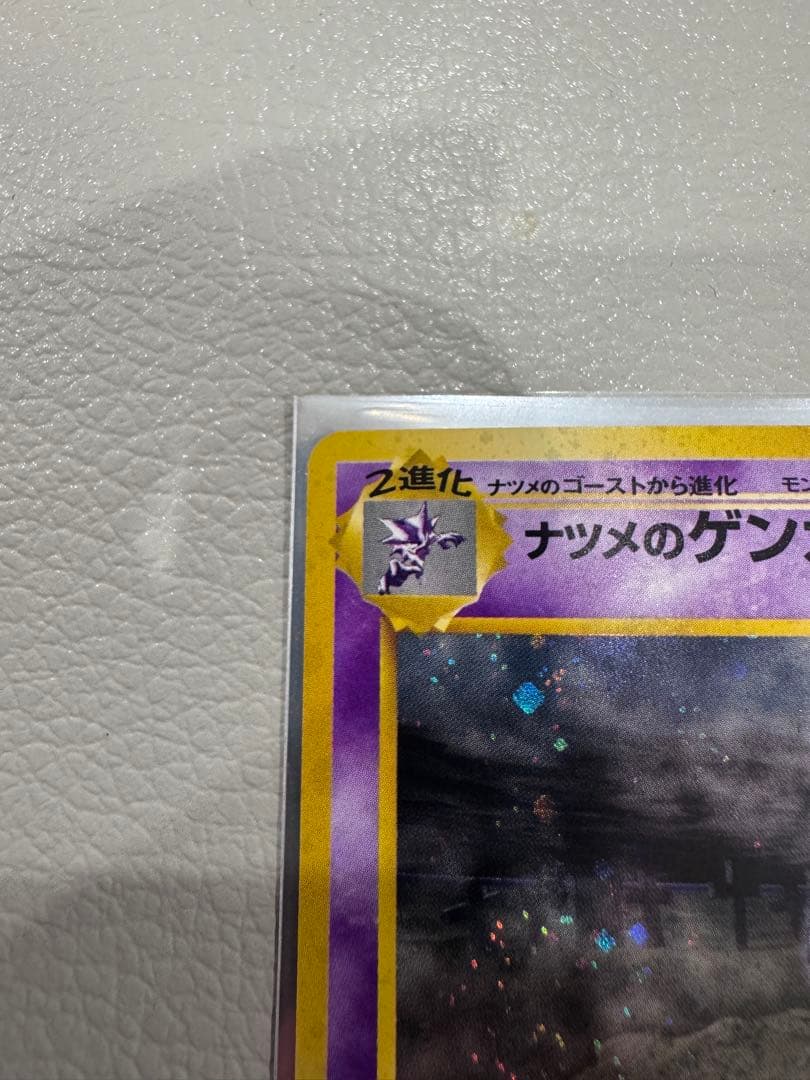 2進化 ナツメのゴーストから進化 モン
ナツメのゲン